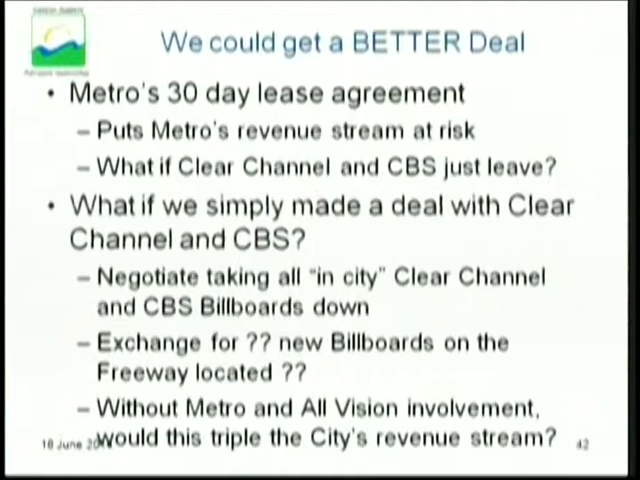 We could get a BETTER Deal
• Metro's 30 day lease agreement
– Puts Metro's revenue stream at risk
– What if Clear Channel and CBS just leave?
• What if we simply made a deal with Clear
Channel and CBS?
– Negotiate taking all "in city" Clear Channel
and CBS Billboards down
– Exchange for ?? new Billboards on the
Freeway located ??
– Without Metro and All Vision involvement,
would this triple the City's revenue stream?
18 June
42